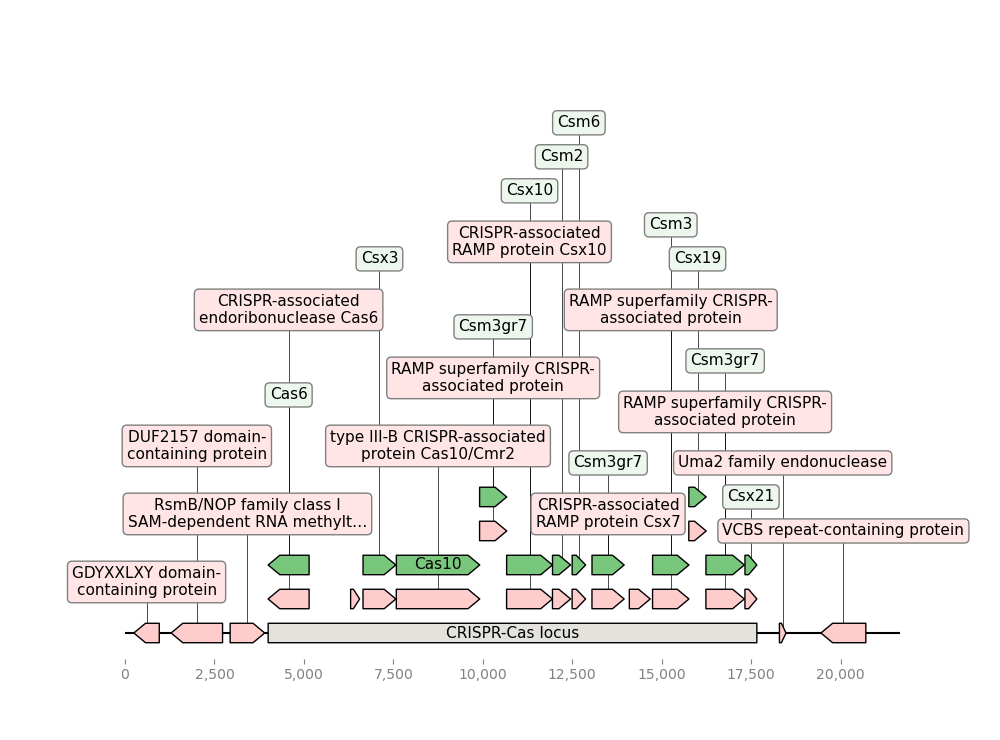 Csm6
Csm2
Csx10
Csm3
CRISPR-associated
RAMP protein Csx10
Csx3
Csx19
CRISPR-associated
endoribonuclease Cas6
RAMP superfamily CRISPR-
associated protein
Csm3gr7
Csm3gr7
RAMP superfamily CRISPR-
associated protein
Cas6
RAMP superfamily CRISPR-
associated protein
DUF2157 domain-
containing protein
type III-B CRISPR-associated
protein Cas10/Cmr2
Csm3gr7
Uma2 family endonuclease
Csx21
RsmB/NOP family class I
SAM-dependent RNA methylt...
CRISPR-associated
RAMP protein Csx7
VCBS repeat-containing protein
Cas10
GDYXXLXY domain-
containing protein
CRISPR-Cas locus
0 2,500 5,000 7,500 10,000 12,500 15,000 17,500 20,000